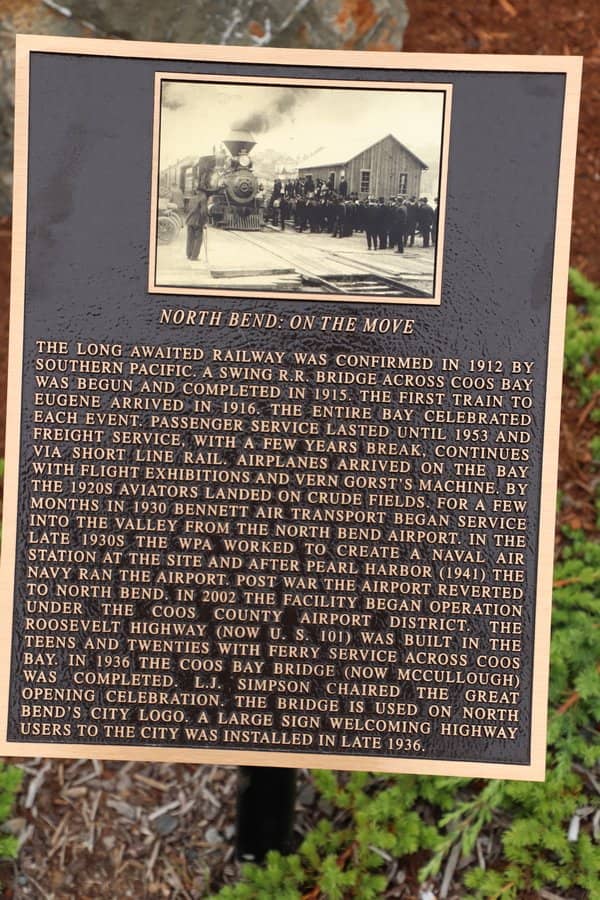 NORTH BEND: ON THE MOVE
THE LONG AWAITED RAILWAY WAS CONFIRMED IN 1912 BY
SOUTHERN PACIFIC. A SWING R.R. BRIDGE ACROSS COOS BAY
WAS BEGUN AND COMPLETED IN 1915. THE FIRST TRAIN TO
EUGENE ARRIVED IN 1916. THE ENTIRE BAY CELEBRATED
EACH EVENT. PASSENGER SERVICE LASTED UNTIL 1953 AND
FREIGHT SERVICE, WITH A FEW YEARS BREAK, CONTINUES
VIA SHORT LINE RAIL. AIRPLANES ARRIVED ON THE BAY
WITH FLIGHT EXHIBITIONS AND VERN GORST'S MACHINE. BY
THE 1920S AVIATORS LANDED ON CRUDE FIELDS. FOR A FEW
MONTHS IN 1930 BENNETT AIR TRANSPORT BEGAN SERVICE
INTO THE VALLEY FROM THE NORTH BEND AIRPORT. IN THE
LATE 1930S THE WPA WORKED TO CREATE A NAVAL AIR
STATION AT THE SITE AND AFTER PEARL HARBOR (1941) THE
NAVY RAN THE AIRPORT. POST WAR THE AIRPORT REVERTED
TO NORTH BEND. IN 2002 THE FACILITY BEGAN OPERATION
UNDER THE COOS COUNTY AIRPORT DISTRICT. THE
ROOSEVELT HIGHWAY (NOW U. S. 101) WAS BUILT IN THE
TEENS AND TWENTIES WITH FERRY SERVICE ACROSS COOS
BAY. IN 1936 THE COOS BAY BRIDGE (NOW MCCULLOUGH)
WAS COMPLETED. L.J. SIMPSON CHAIRED THE GREAT
OPENING CELEBRATION. THE BRIDGE IS USED ON NORTH
BEND'S CITY LOGO. A LARGE SIGN WELCOMING HIGHWAY
USERS TO THE CITY WAS INSTALLED IN LATE 1936.